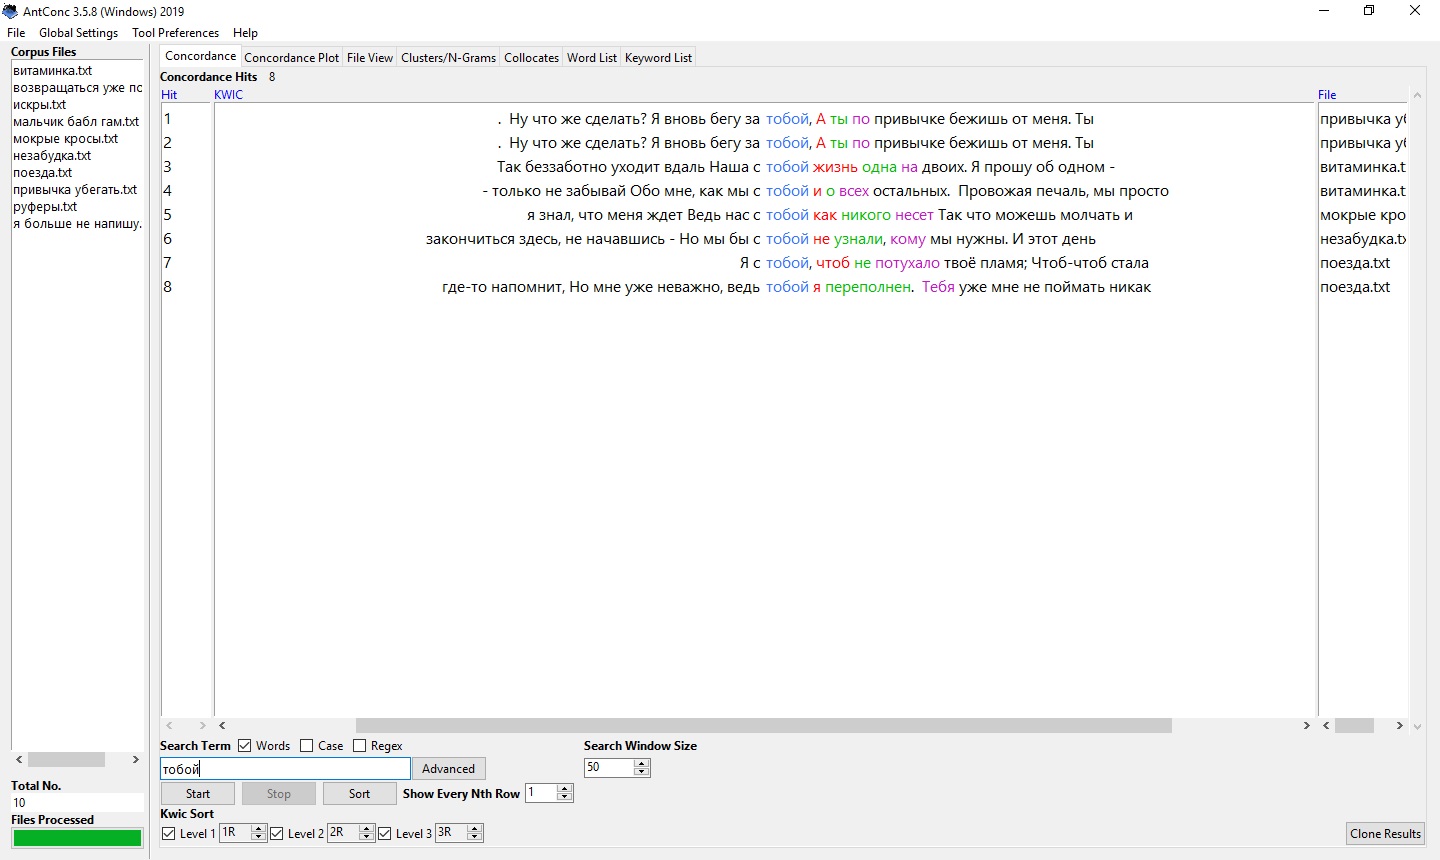 AntConc 3.5.8 (Windows) 2019
File Global Settings Tool Preferences Help
Corpus Files
витаминка.txt
возвращаться уже пс
искры.txt
мальчик бабл гам.txt
мокрые кросы.txt
незабудка.txt
поезда.txt
привычка убегать.txt
руферы.txt
я больше не напишу.
Total No.
10
Files Processed
Concordance Concordance Plot File View Clusters/N-Grams Collocates Word List Keyword List
Concordance Hits 8
Hit KWIC File
1 . Ну что же сделать? Я вновь бегу за тобой, А ты по привычке бежишь от меня. Ты привычка уб
2 . Ну что же сделать? Я вновь бегу за тобой, А ты по привычке бежишь от меня. Ты привычка уб
3 Так беззаботно уходит вдаль Наша с тобой жизнь одна на двоих. Я прошу об одном - витаминка.t
4 - только не забывай Обо мне, как мы с тобой и о всех остальных. Провожая печаль, мы просто витаминка.t
5 я знал, что меня ждет Ведь нас с тобой как никого несет Так что можешь молчать и мокрые кро
6 закончиться здесь, не начавшись - Но мы бы с тобой не узнали, кому мы нужны. И этот день незабудка.tx
7 Я с тобой, чтоб не потухало твоё пламя; Чтоб-чтоб стала поезда.txt
8 где-то напомнит, Но мне уже неважно, ведь тобой я переполнен. Тебя уже мне не поймать никак поезда.txt
Search Term Words Case Regex Search Window Size
тобой Advanced 50
Start Stop Sort Show Every Nth Row 1
Kwic Sort
Level 1 1R Level 2 2R Level 3 3R Clone Results